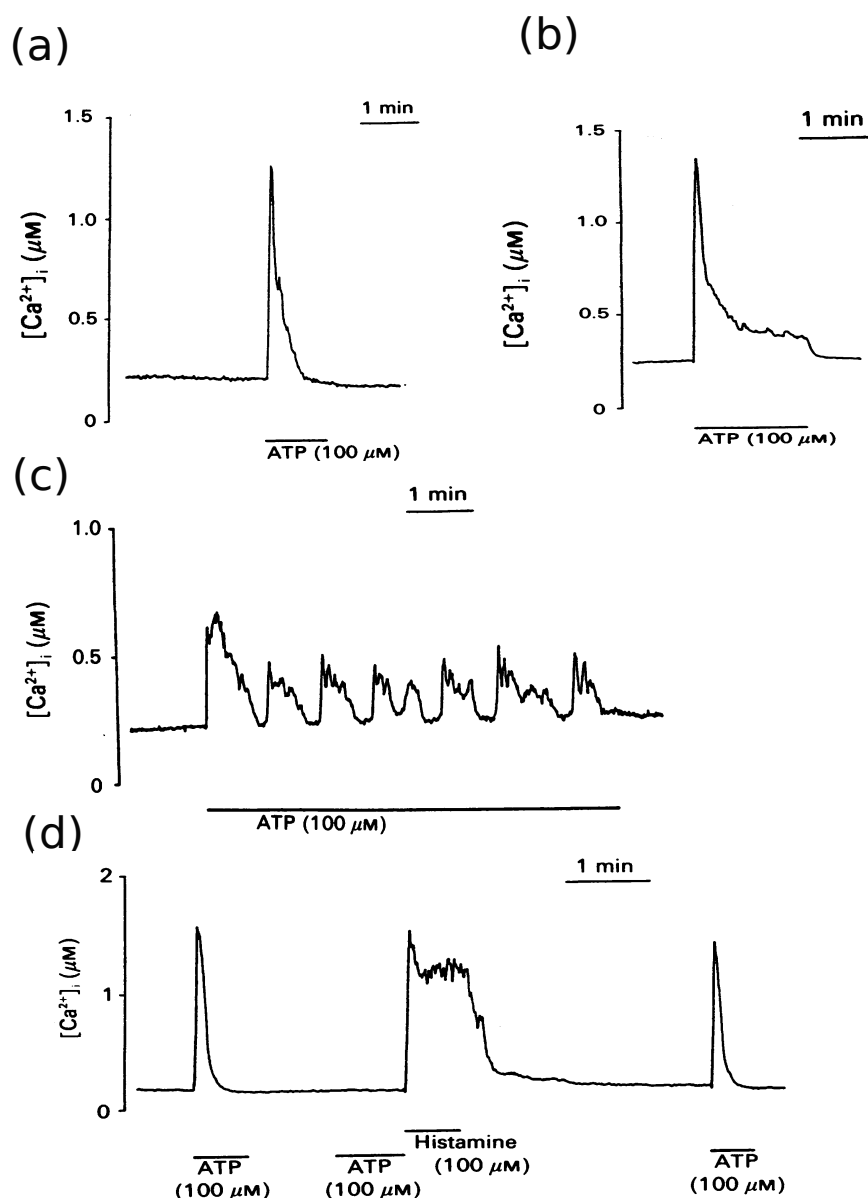 (a)
1 min
1.5
1.0
0.5
0
[Ca²⁺]ᵢ (μM)
ATP (100 μM)
(b)
1 min
1.5
1.0
0.5
0
[Ca²⁺]ᵢ (μM)
ATP (100 μM)
(c)
1 min
1.0
0.5
0
[Ca²⁺]ᵢ (μM)
ATP (100 μM)
(d)
1 min
2
1
0
[Ca²⁺]ᵢ (μM)
ATP
(100 μM)
ATP
(100 μM)
Histamine
(100 μM)
ATP
(100 μM)